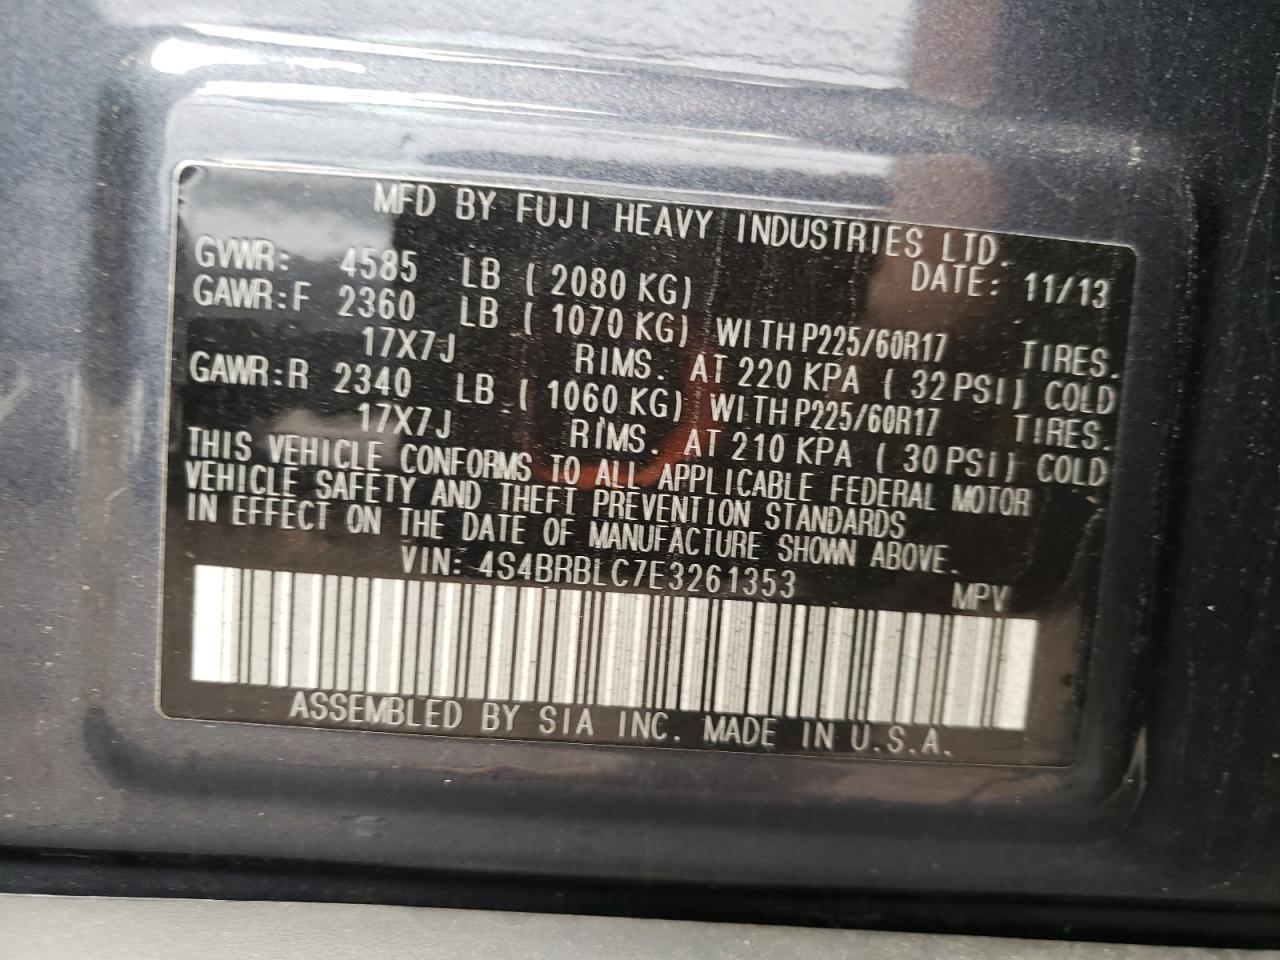 MFD BY FUJI HEAVY INDUSTRIES LTD.
DATE: 11/13
GVWR: 4585 LB ( 2080 KG)
GAWR:F 2360 LB ( 1070 KG) WITH P225/60R17 TIRES.
17X7J RIMS. AT 220 KPA ( 32 PSI) COLD
GAWR:R 2340 LB ( 1060 KG) WITH P225/60R17 TIRES.
17X7J RIMS. AT 210 KPA ( 30 PSI) COLD
THIS VEHICLE CONFORMS TO ALL APPLICABLE FEDERAL MOTOR
VEHICLE SAFETY AND THEFT PREVENTION STANDARDS
IN EFFECT ON THE DATE OF MANUFACTURE SHOWN ABOVE.
VIN: 4S4BRBLC7E3261353 MPV
ASSEMBLED BY SIA INC. MADE IN U.S.A.